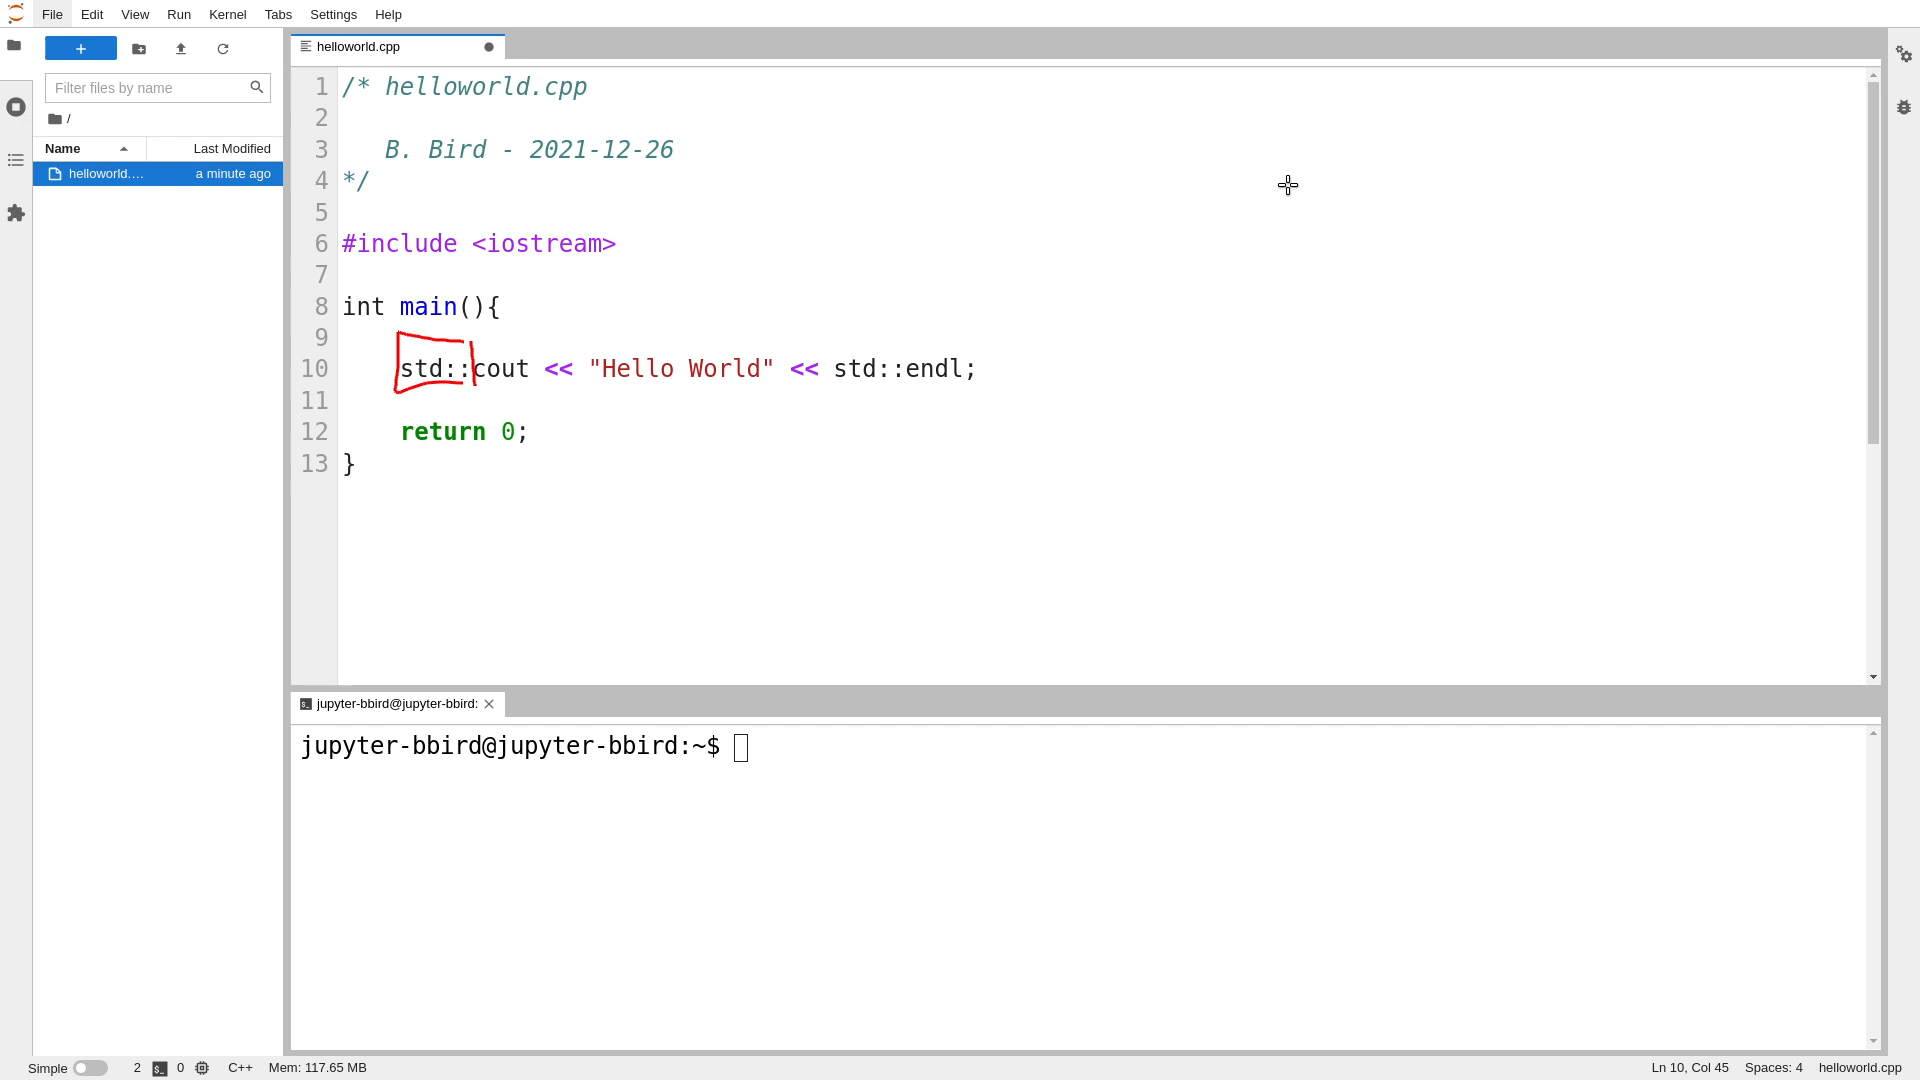 File Edit View Run Kernel Tabs Settings Help
Filter files by name
/
Name Last Modified
helloworld.… a minute ago
helloworld.cpp
1 /* helloworld.cpp
2
3 B. Bird - 2021-12-26
4 */
5
6 #include <iostream>
7
8 int main(){
9
10 std::cout << "Hello World" << std::endl;
11
12 return 0;
13 }
jupyter-bbird@jupyter-bbird:
jupyter-bbird@jupyter-bbird:~$
Simple 2 $_ 0 C++ Mem: 117.65 MB Ln 10, Col 45 Spaces: 4 helloworld.cpp